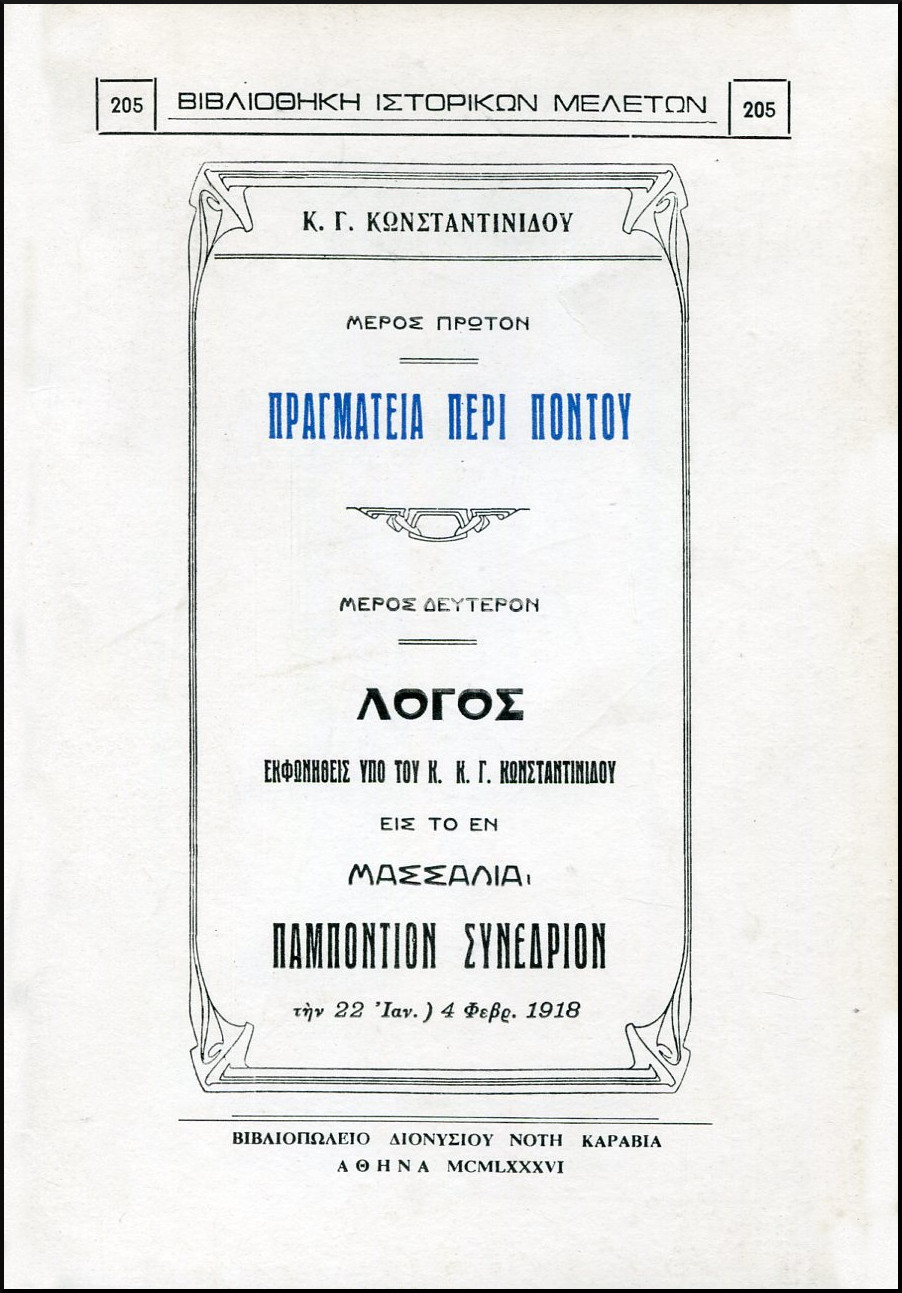 205 ΒΙΒΛΙΟΘΗΚΗ ΙΣΤΟΡΙΚΩΝ ΜΕΛΕΤΩΝ 205
Κ. Γ. ΚΩΝΣΤΑΝΤΙΝΙΔΟΥ
ΜΕΡΟΣ ΠΡΩΤΟΝ
ΠΡΑΓΜΑΤΕΙΑ ΠΕΡΙ ΠΟΝΤΟΥ
ΜΕΡΟΣ ΔΕΥΤΕΡΟΝ
ΛΟΓΟΣ
ΕΚΦΩΝΗΘΕΙΣ ΥΠΟ ΤΟΥ Κ. Κ. Γ. ΚΩΝΣΤΑΝΤΙΝΙΔΟΥ
ΕΙΣ ΤΟ ΕΝ
ΜΑΣΣΑΛΙΑι
ΠΑΜΠΟΝΤΙΟΝ ΣΥΝΕΔΡΙΟΝ
τὴν 22 Ἰαν.) 4 Φεβρ. 1918
ΒΙΒΛΙΟΠΩΛΕΙΟ ΔΙΟΝΥΣΙΟΥ ΝΟΤΗ ΚΑΡΑΒΙΑ
ΑΘΗΝΑ MCMLXXXVI